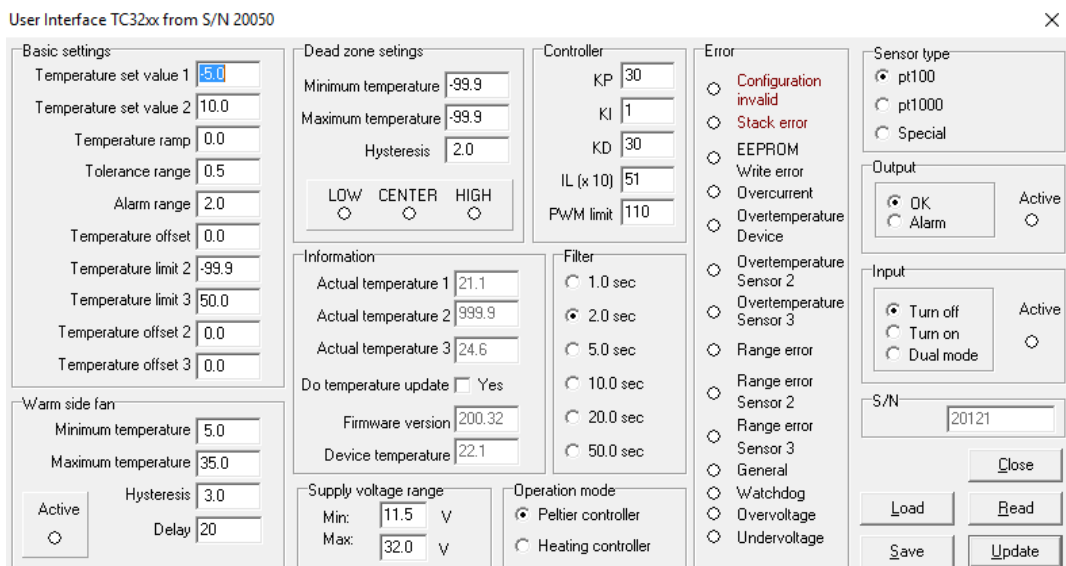 User Interface TC32xx from S/N 20050
Basic settings
Temperature set value 1 -5.0
Temperature set value 2 10.0
Temperature ramp 0.0
Tolerance range 0.5
Alarm range 2.0
Temperature offset 0.0
Temperature limit 2 -99.9
Temperature limit 3 50.0
Temperature offset 2 0.0
Temperature offset 3 0.0
Warm side fan
Minimum temperature 5.0
Maximum temperature 35.0
Hysteresis 3.0
Delay 20
Active
Dead zone setings
Minimum temperature -99.9
Maximum temperature -99.9
Hysteresis 2.0
LOW CENTER HIGH
Information
Actual temperature 1 21.1
Actual temperature 2 999.9
Actual temperature 3 24.6
Do temperature update Yes
Firmware version 200.32
Device temperature 22.1
Supply voltage range
Min: 11.5 V
Max: 32.0 V
Controller
KP 30
KI 1
KD 30
IL (x 10) 51
PWM limit 110
Filter
1.0 sec
2.0 sec
5.0 sec
10.0 sec
20.0 sec
50.0 sec
Operation mode
Peltier controller
Heating controller
Error
Configuration
invalid
Stack error
EEPROM
Write error
Overcurrent
Overtemperature
Device
Overtemperature
Sensor 2
Overtemperature
Sensor 3
Range error
Range error
Sensor 2
Range error
Sensor 3
General
Watchdog
Overvoltage
Undervoltage
Sensor type
pt100
pt1000
Special
Output
OK
Alarm
Active
Input
Turn off
Turn on
Dual mode
Active
S/N
20121
Close
Load Read
Save Update